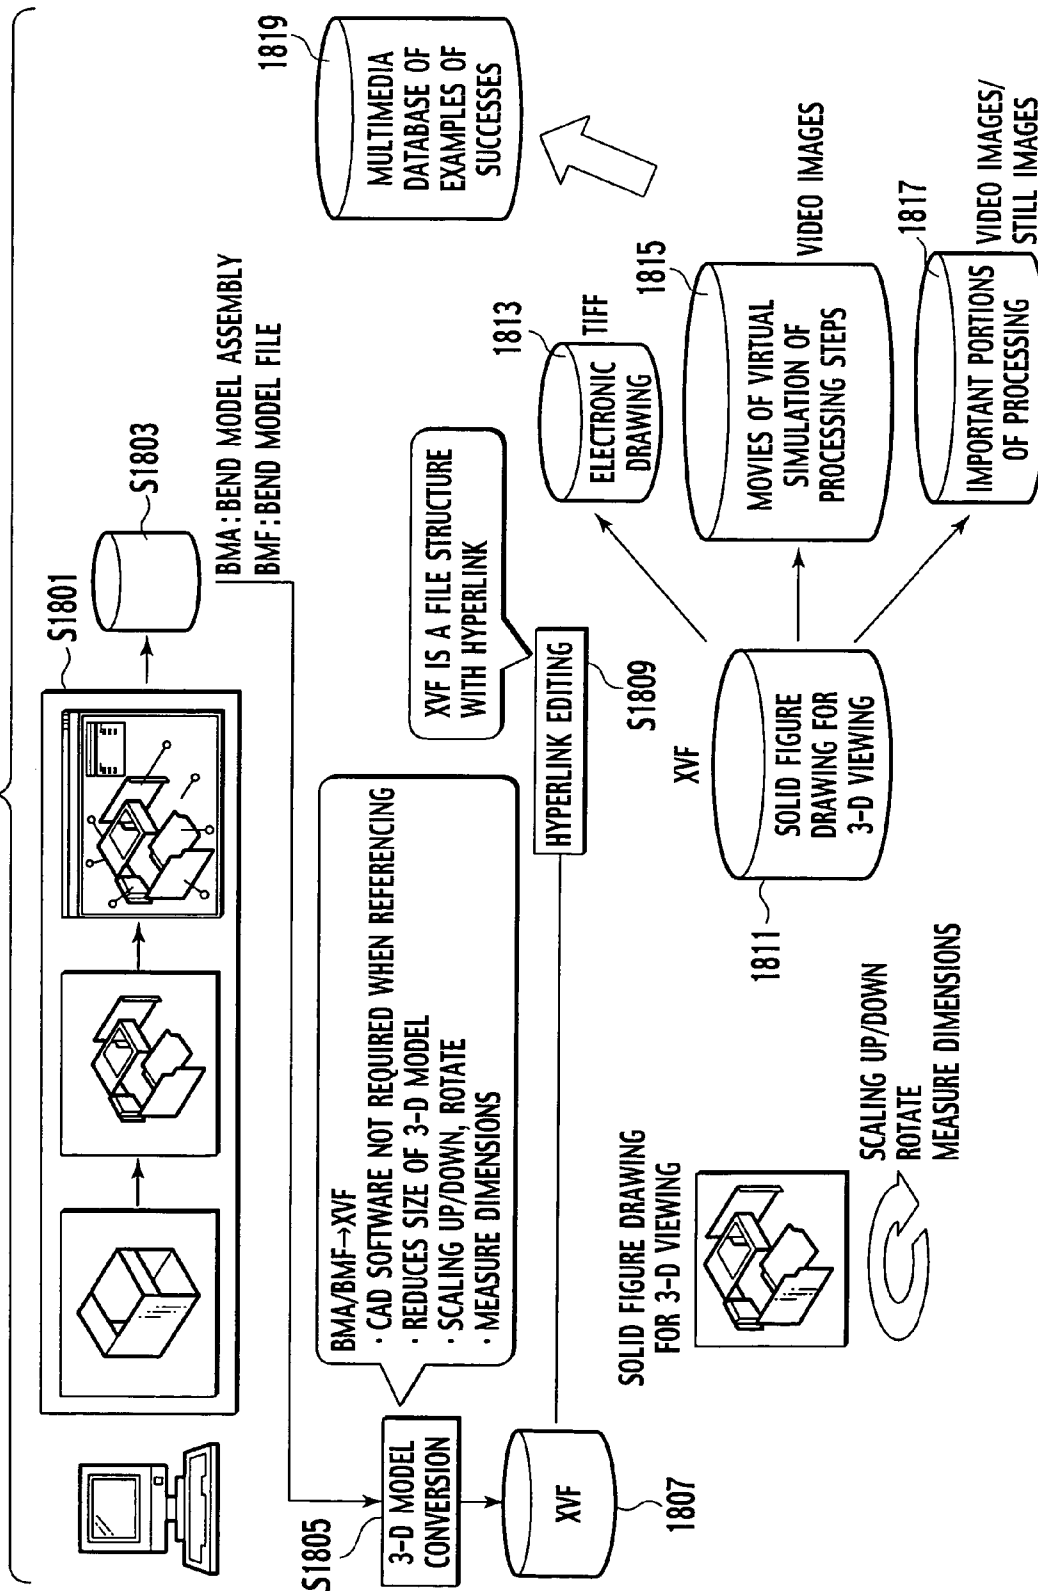 S1801
S1803
BMA:BEND MODEL ASSEMBLY
BMF:BEND MODEL FILE
1819
MULTIMEDIA
DATABASE OF
EXAMPLES OF
SUCCESSES
S1805
3-D MODEL
CONVERSION
BMA/BMF→XVF
· CAD SOFTWARE NOT REQUIRED WHEN REFERENCING
· REDUCES SIZE OF 3-D MODEL
· SCALING UP/DOWN, ROTATE
· MEASURE DIMENSIONS
XVF IS A FILE STRUCTURE
WITH HYPERLINK
HYPERLINK EDITING
S1809
XVF
1807
SOLID FIGURE DRAWING
FOR 3-D VIEWING
SCALING UP/DOWN
ROTATE
MEASURE DIMENSIONS
XVF
SOLID FIGURE
DRAWING FOR
3-D VIEWING
1811
1813
ELECTRONIC
DRAWING
TIFF
1815
MOVIES OF VIRTUAL
SIMULATION OF
PROCESSING STEPS
VIDEO IMAGES
1817
IMPORTANT PORTIONS
OF PROCESSING
VIDEO IMAGES/
STILL IMAGES